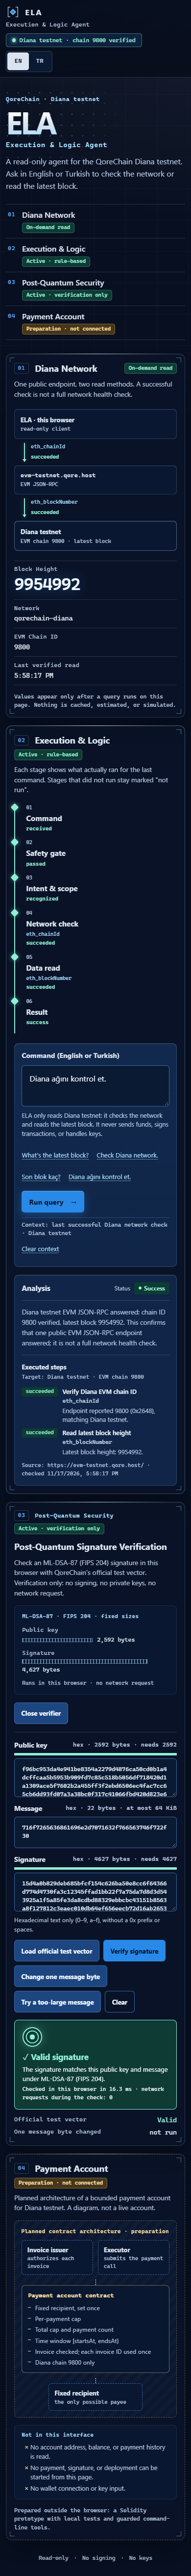 ELA
Execution & Logic Agent
Diana testnet · chain 9800 verified
EN TR
QoreChain · Diana testnet
ELA
Execution & Logic Agent
A read-only agent for the QoreChain Diana testnet.
Ask in English or Turkish to check the network or
read the latest block.
01 Diana Network
On-demand read
02 Execution & Logic
Active · rule-based
03 Post-Quantum Security
Active · verification only
04 Payment Account
Preparation · not connected
01 Diana Network On-demand read
One public endpoint, two read methods. A successful
check is not a full network health check.
ELA · this browser
read-only client
eth_chainId
succeeded
evm-testnet.qore.host
EVM JSON-RPC
eth_blockNumber
succeeded
Diana testnet
EVM chain 9800 · latest block
Block Height
9954992
Network
qorechain-diana
EVM Chain ID
9800
Last verified read
5:58:17 PM
Values appear only after a query runs on this
page. Nothing is cached, estimated, or simulated.
02 Execution & Logic
Active · rule-based
Each stage shows what actually ran for the last
command. Stages that did not run stay marked "not
run".
01
Command
received
02
Safety gate
passed
03
Intent & scope
recognized
04
Network check
eth_chainId
succeeded
05
Data read
eth_blockNumber
succeeded
06
Result
success
Command (English or Turkish)
Diana ağını kontrol et.
ELA only reads Diana testnet: it checks the network
and reads the latest block. It never sends funds, signs
transactions, or handles keys.
What's the latest block? Check Diana network.
Son blok kaç? Diana ağını kontrol et.
Run query →
Context: last successful Diana network check
· Diana testnet
Clear context
Analysis Status Success
Diana testnet EVM JSON-RPC answered: chain ID
9800 verified, latest block 9954992. This confirms
that one public EVM JSON-RPC endpoint
answered; it is not a full network health check.
Executed steps
Target: Diana testnet · EVM chain 9800
succeeded Verify Diana EVM chain ID
eth_chainId
Endpoint reported 9800 (0x2648),
matching Diana testnet.
succeeded Read latest block height
eth_blockNumber
Latest block height: 9954992.
Source: https://evm-testnet.qore.host/ ·
checked 11/17/2026, 5:58:17 PM
03 Post-Quantum Security
Active · verification only
Post-Quantum Signature Verification
Check an ML-DSA-87 (FIPS 204) signature in this
browser with QoreChain's official test vector.
Verification only: no signing, no private keys, no
network request.
ML-DSA-87 · FIPS 204 · fixed sizes
Public key
2,592 bytes
Signature
4,627 bytes
Runs in this browser · no network request
Close verifier
Public key hex · 2592 bytes · needs 2592
Message hex · 22 bytes · at most 64 KiB
Signature hex · 4627 bytes · needs 4627
Hexadecimal text only (0–9, a–f), without a 0x prefix or
spaces.
Load official test vector Verify signature
Change one message byte
Try a too-large message Clear
✓ Valid signature
The signature matches this public key and message
under ML-DSA-87 (FIPS 204).
Checked in this browser in 16.3 ms · network
requests during the check: 0
Official test vector Valid
One message byte changed not run
04 Payment Account
Preparation · not connected
Planned architecture of a bounded payment account
for Diana testnet. A diagram, not a live account.
Planned contract architecture · preparation
Invoice issuer
authorizes each
invoice
Executor
submits the payment
call
Payment account contract
– Fixed recipient, set once
– Per-payment cap
– Total cap and payment count
– Time window [startsAt, endsAt)
– Invoice checked; each invoice ID used once
– Diana chain 9800 only
Fixed recipient
the only possible payee
Not in this interface
× No account address, balance, or payment history
is read.
× No payment, signature, or deployment can be
started from this page.
× No wallet connection or key input.
Prepared outside the browser: a Solidity
prototype with local tests and guarded command-
line tools.
Read-only · No signing · No keys